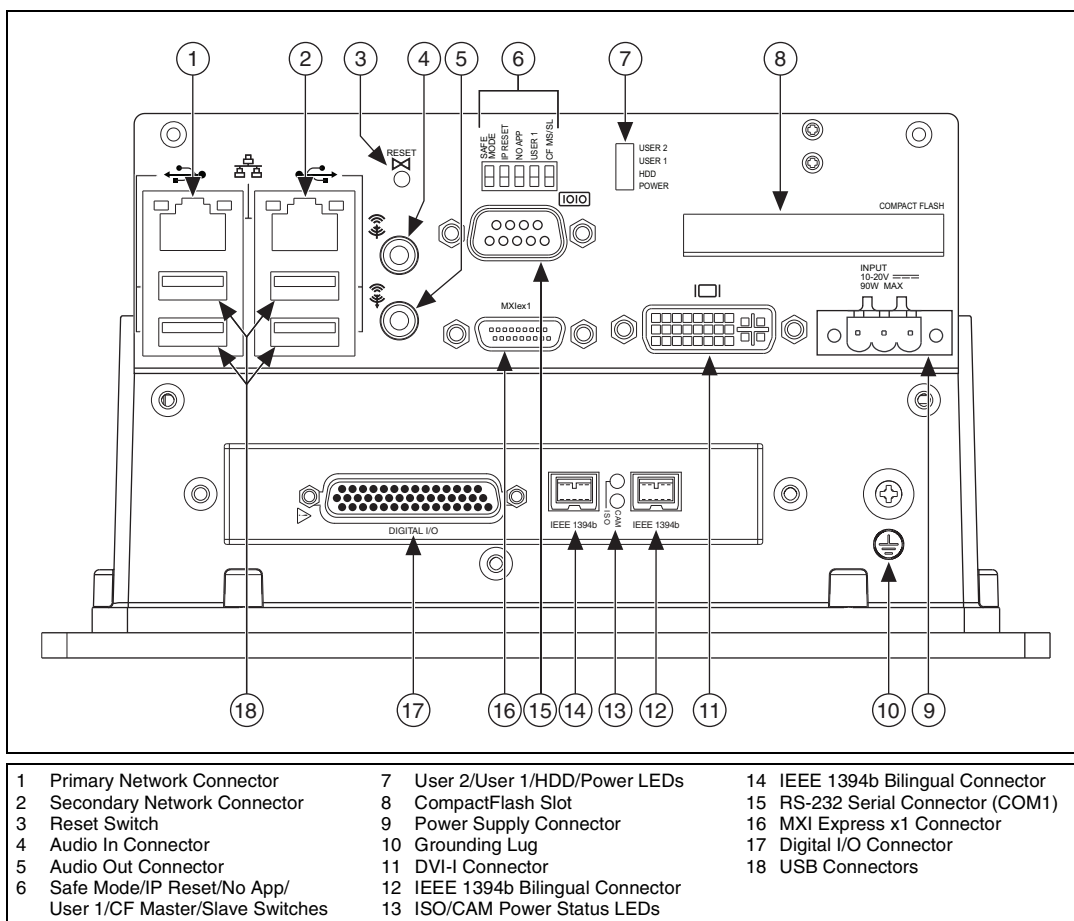 1 2 3 4 5 6 7 8
SAFE MODE
IP RESET
NO APP
USER 1
CF MS/SL
RESET
USER 2
USER 1
HDD
POWER
IOIO
COMPACT FLASH
INPUT
10-20V
90W MAX
MXIex1
DIGITAL I/O
IEEE 1394b
ISO
CAM
IEEE 1394b
18 17 16 15 14 13 12 11 10 9
1 Primary Network Connector
2 Secondary Network Connector
3 Reset Switch
4 Audio In Connector
5 Audio Out Connector
6 Safe Mode/IP Reset/No App/
User 1/CF Master/Slave Switches
7 User 2/User 1/HDD/Power LEDs
8 CompactFlash Slot
9 Power Supply Connector
10 Grounding Lug
11 DVI-I Connector
12 IEEE 1394b Bilingual Connector
13 ISO/CAM Power Status LEDs
14 IEEE 1394b Bilingual Connector
15 RS-232 Serial Connector (COM1)
16 MXI Express x1 Connector
17 Digital I/O Connector
18 USB Connectors